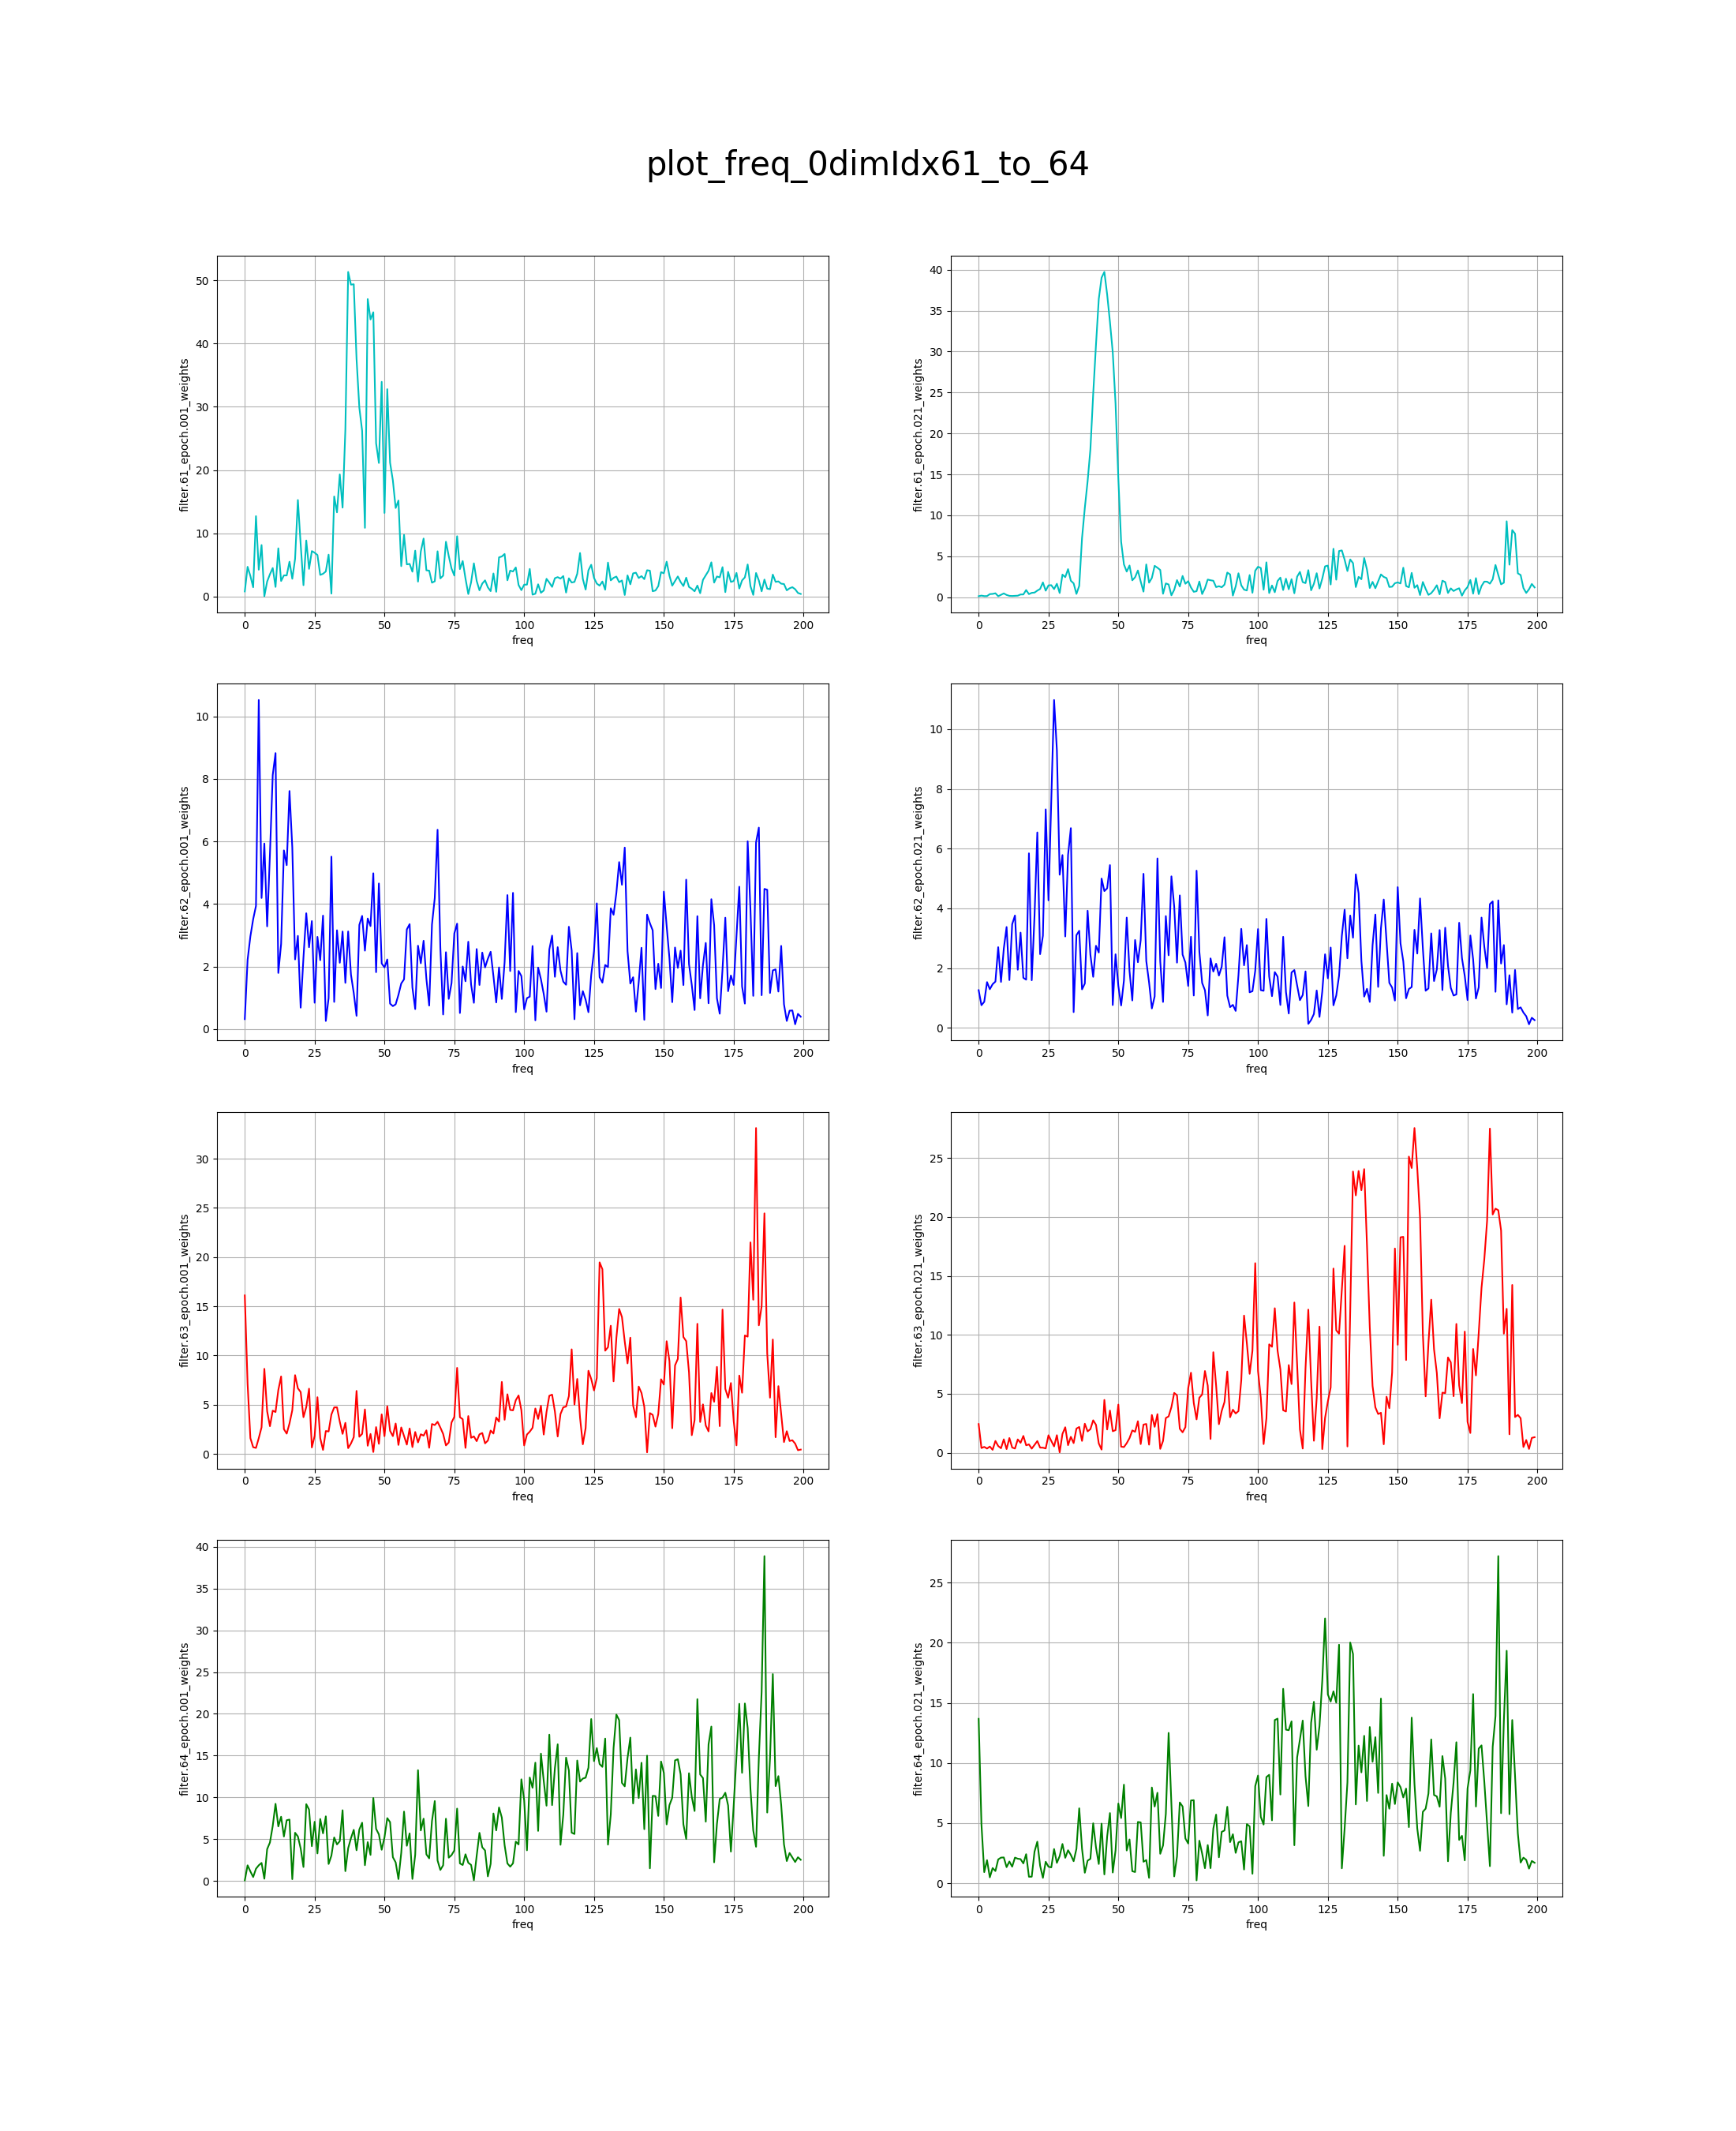 plot_freq_0dimIdx61_to_64
filter.61_epoch.001_weights
50
40
30
20
10
0
0 25 50 75 100 125 150 175 200
freq
filter.61_epoch.021_weights
40
35
30
25
20
15
10
5
0
0 25 50 75 100 125 150 175 200
freq
filter.62_epoch.001_weights
10
8
6
4
2
0
0 25 50 75 100 125 150 175 200
freq
filter.62_epoch.021_weights
10
8
6
4
2
0
0 25 50 75 100 125 150 175 200
freq
filter.63_epoch.001_weights
30
25
20
15
10
5
0
0 25 50 75 100 125 150 175 200
freq
filter.63_epoch.021_weights
25
20
15
10
5
0
0 25 50 75 100 125 150 175 200
freq
filter.64_epoch.001_weights
40
35
30
25
20
15
10
5
0
0 25 50 75 100 125 150 175 200
freq
filter.64_epoch.021_weights
25
20
15
10
5
0
0 25 50 75 100 125 150 175 200
freq